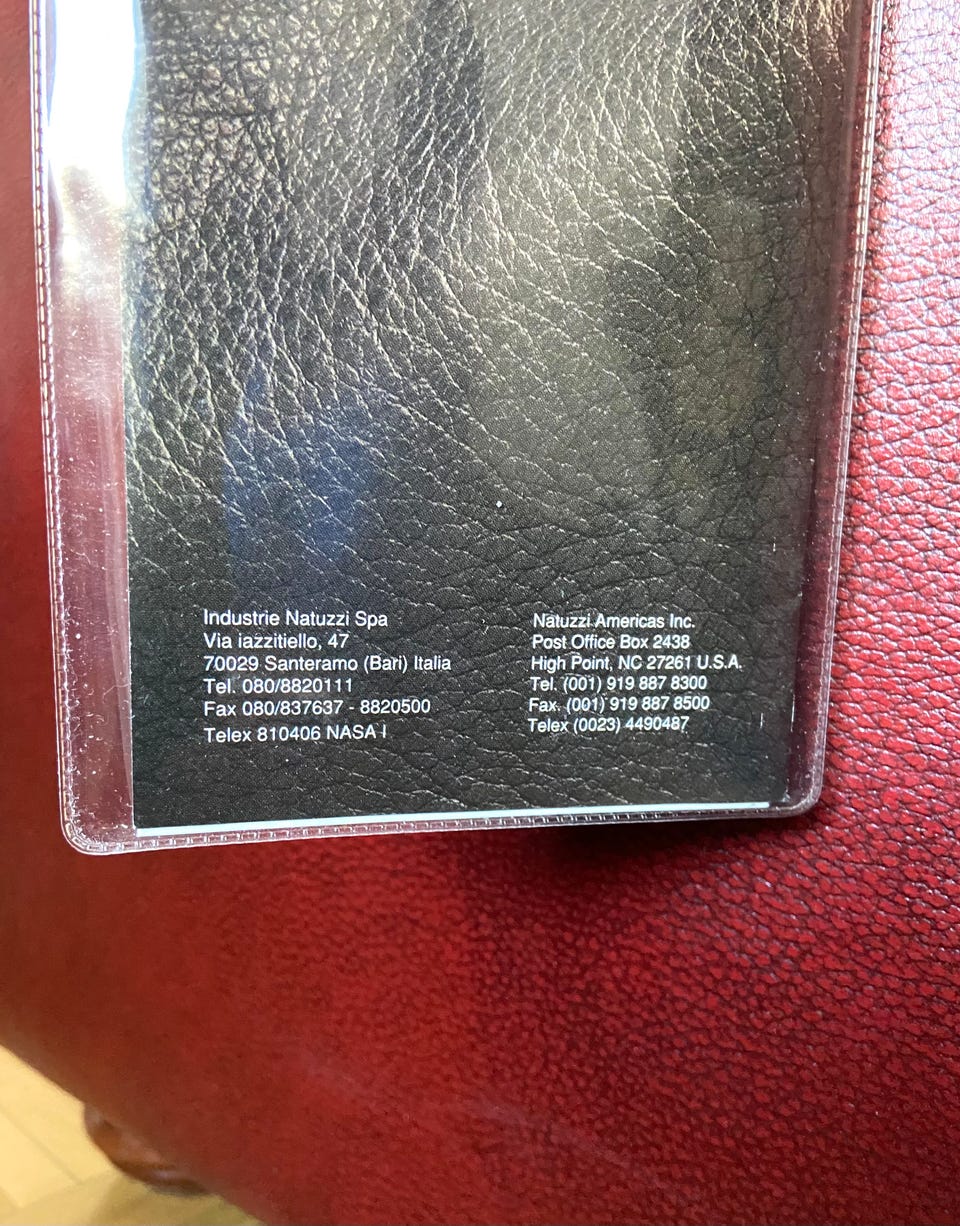 Industrie Natuzzi Spa
Via iazzitiello, 47
70029 Santeramo (Bari) Italia
Tel. 080/8820111
Fax 080/837637 - 8820500
Telex 810406 NASA I
Natuzzi Americas Inc.
Post Office Box 2438
High Point, NC 27261 U.S.A.
Tel. (001) 919 887 8300
Fax. (001) 919 887 8500
Telex (0023) 4490487